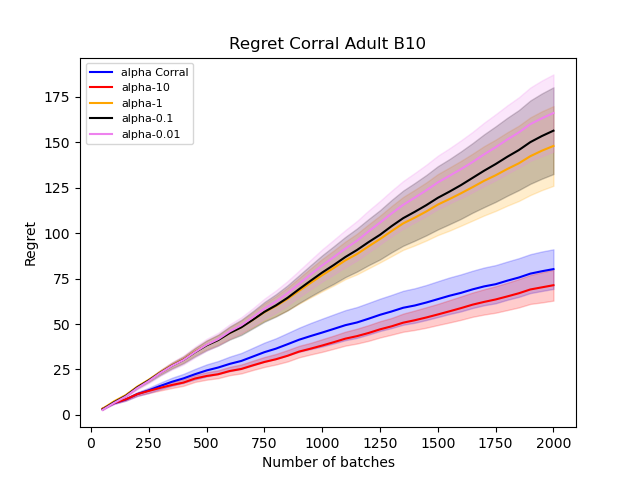 Regret Corral Adult B10
alpha Corral
alpha-10
alpha-1
alpha-0.1
alpha-0.01
Regret
175
150
125
100
75
50
25
0
0 250 500 750 1000 1250 1500 1750 2000
Number of batches